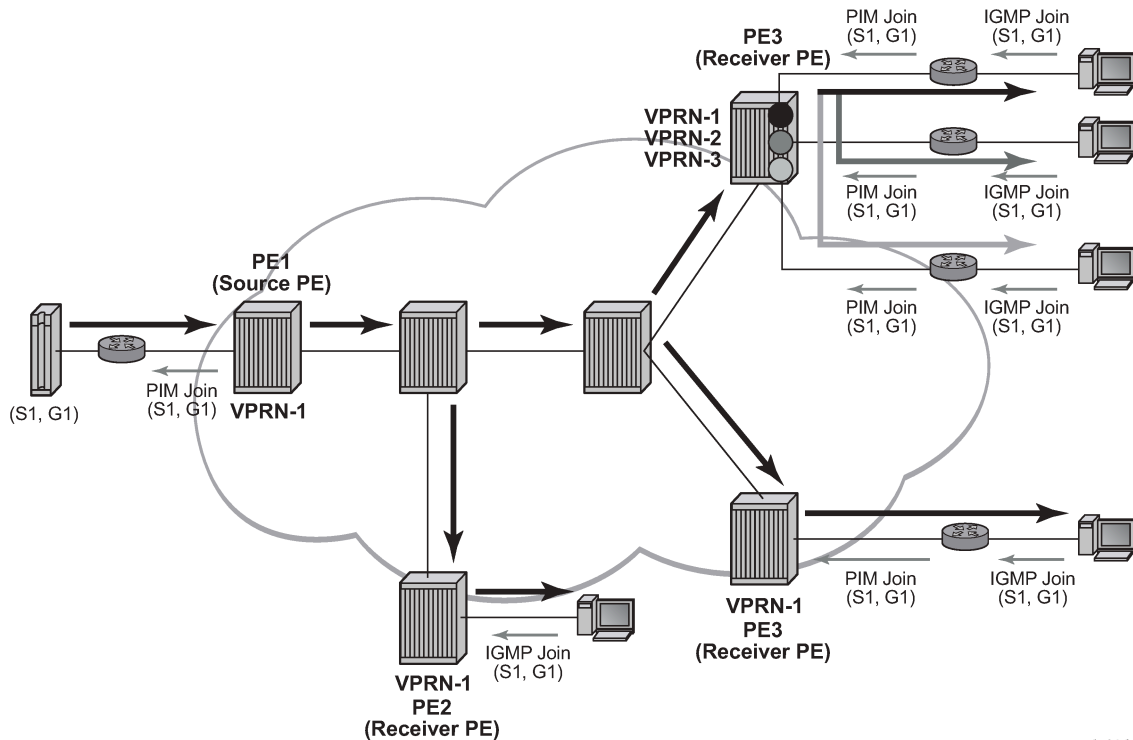 PIM Join
(S1, G1)
IGMP Join
(S1, G1)
PE3
(Receiver PE)
VPRN-1
VPRN-2
VPRN-3
PIM Join
(S1, G1)
IGMP Join
(S1, G1)
PE1
(Source PE)
PIM Join
(S1, G1)
IGMP Join
(S1, G1)
(S1, G1)
PIM Join
(S1, G1)
VPRN-1
PIM Join
(S1, G1)
IGMP Join
(S1, G1)
VPRN-1
PE3
(Receiver PE)
IGMP Join
(S1, G1)
VPRN-1
PE2
(Receiver PE)